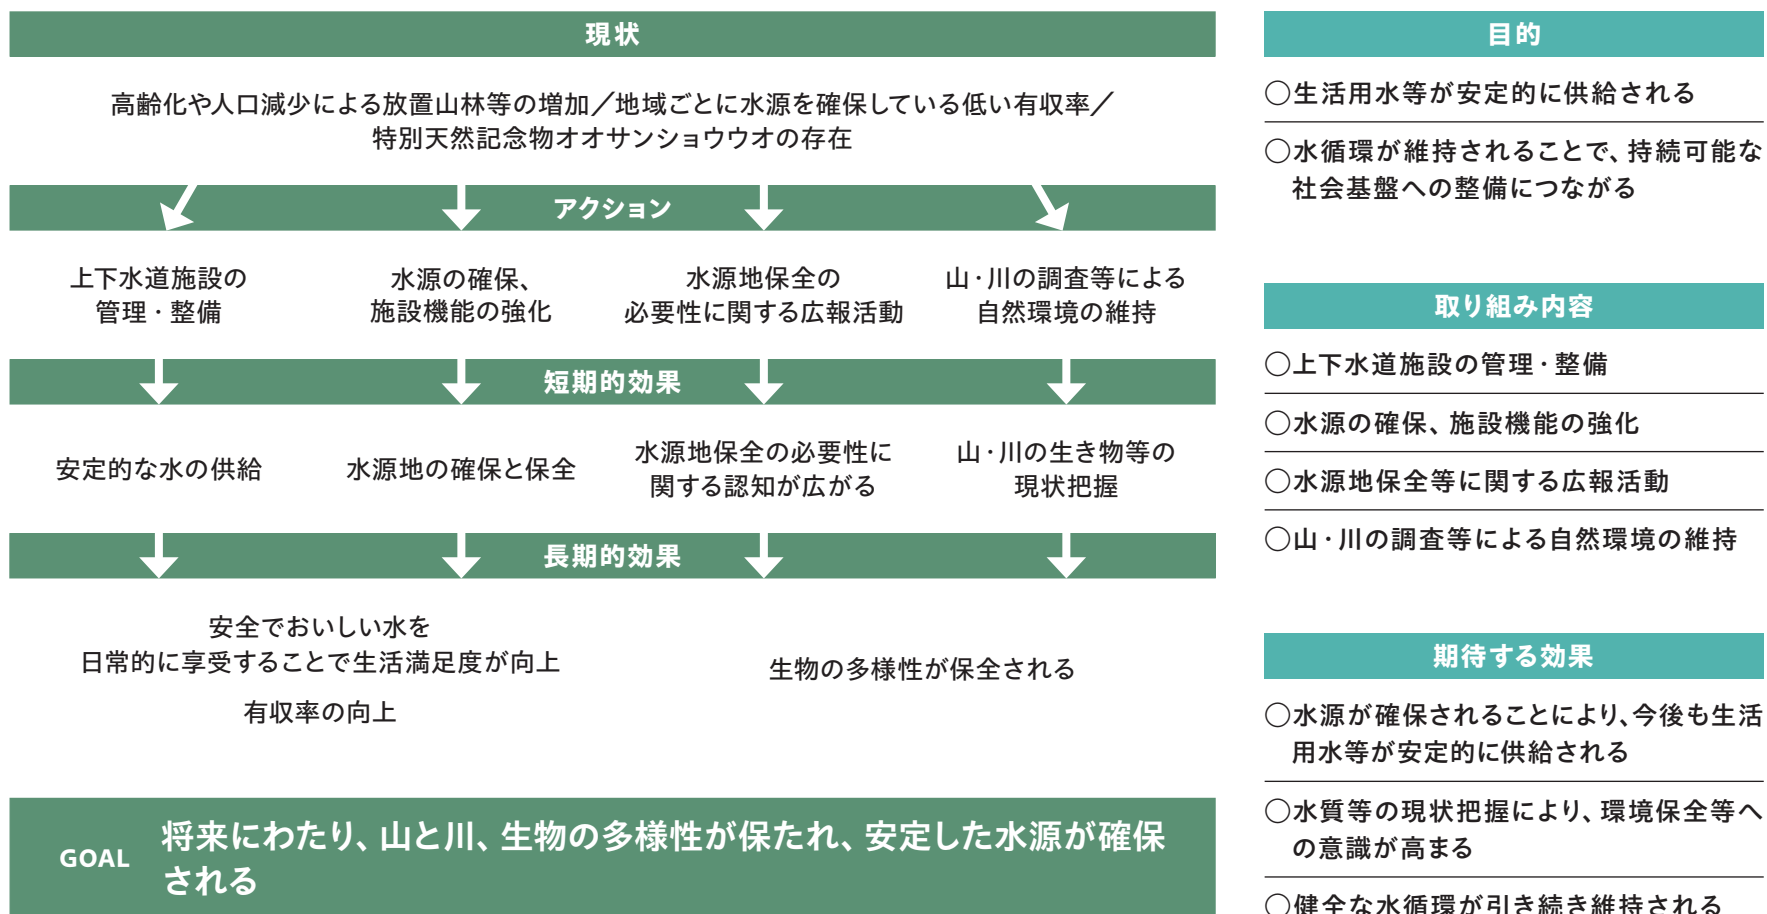 現状
高齢化や人口減少による放置山林等の増加／地域ごとに水源を確保している低い有収率／
特別天然記念物オオサンショウウオの存在
アクション
上下水道施設の
管理・整備
水源の確保、
施設機能の強化
水源地保全の
必要性に関する広報活動
山・川の調査等による
自然環境の維持
短期的効果
安定的な水の供給
水源地の確保と保全
水源地保全の必要性に
関する認知が広がる
山・川の生き物等の
現状把握
長期的効果
安全でおいしい水を
日常的に享受することで生活満足度が向上
有収率の向上
生物の多様性が保全される
GOAL
将来にわたり、山と川、生物の多様性が保たれ、安定した水源が確保
される
目的
○生活用水等が安定的に供給される
○水循環が維持されることで、持続可能な
社会基盤への整備につながる
取り組み内容
○上下水道施設の管理・整備
○水源の確保、施設機能の強化
○水源地保全等に関する広報活動
○山・川の調査等による自然環境の維持
期待する効果
○水源が確保されることにより、今後も生活
用水等が安定的に供給される
○水質等の現状把握により、環境保全等へ
の意識が高まる
○健全な水循環が引き続き維持される